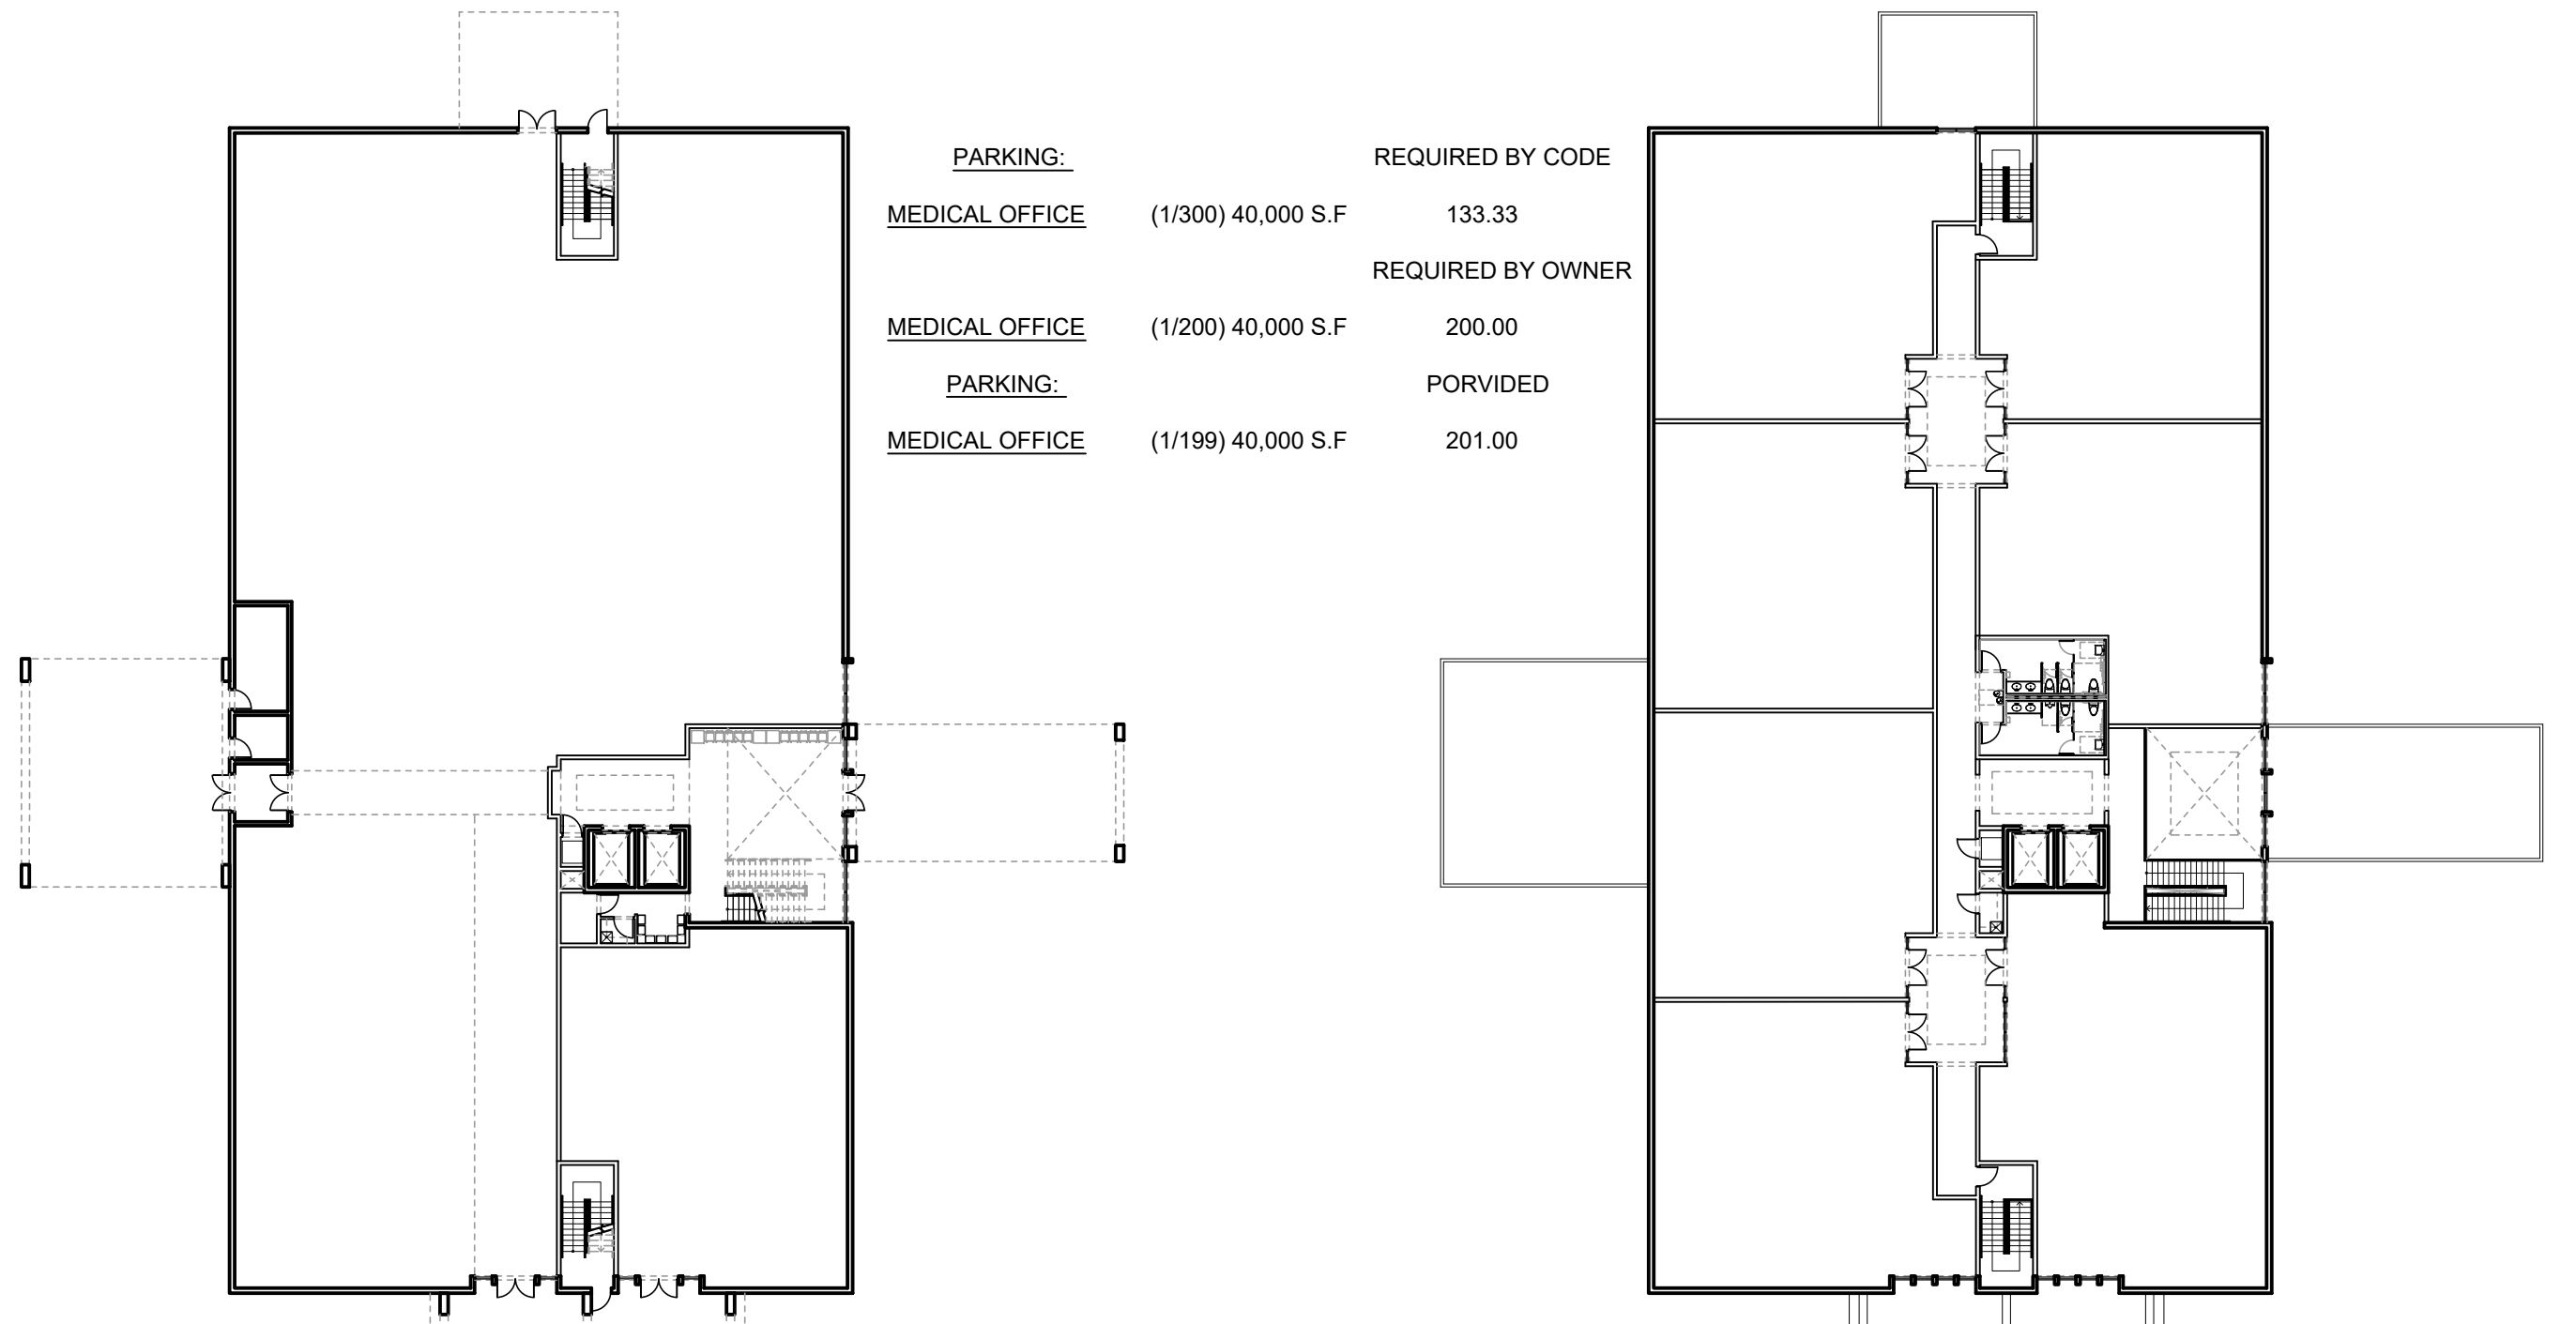 PARKING: REQUIRED BY CODE
MEDICAL OFFICE (1/300) 40,000 S.F 133.33
REQUIRED BY OWNER
MEDICAL OFFICE (1/200) 40,000 S.F 200.00
PARKING: PORVIDED
MEDICAL OFFICE (1/199) 40,000 S.F 201.00